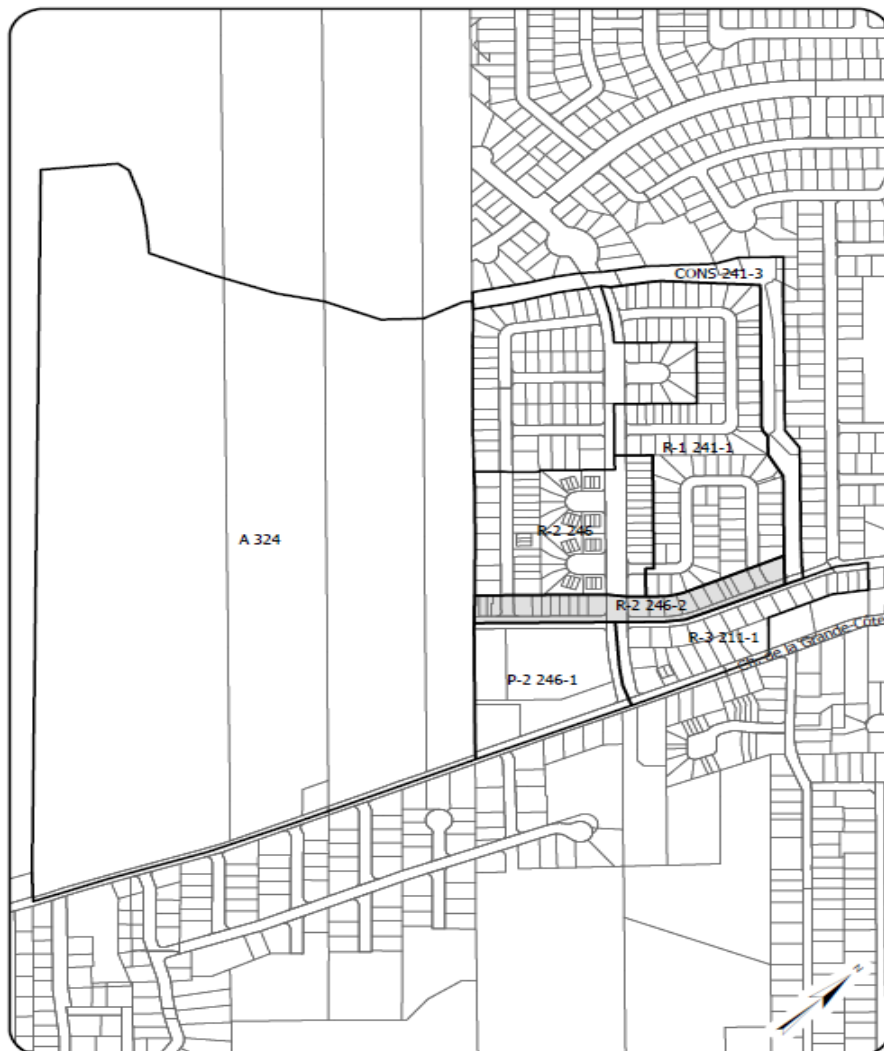 CONS 241-3
R-1 241-1
A 324
R-2 246
R-2 246-2
R-3 211-1
Ch. de la Grande Côte
P-2 246-1
N